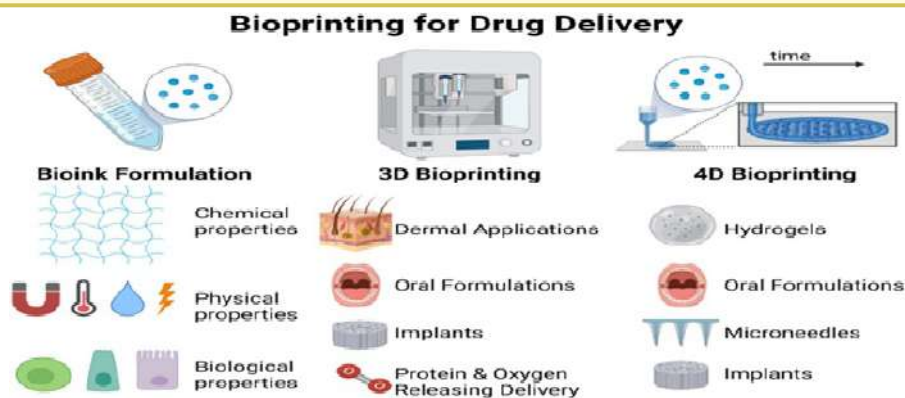 Bioprinting for Drug Delivery
time
Bioink Formulation
3D Bioprinting
4D Bioprinting
Chemical
properties
Physical
properties
Biological
properties
Dermal Applications
Oral Formulations
Implants
Protein & Oxygen
Releasing Delivery
Hydrogels
Oral Formulations
Microneedles
Implants